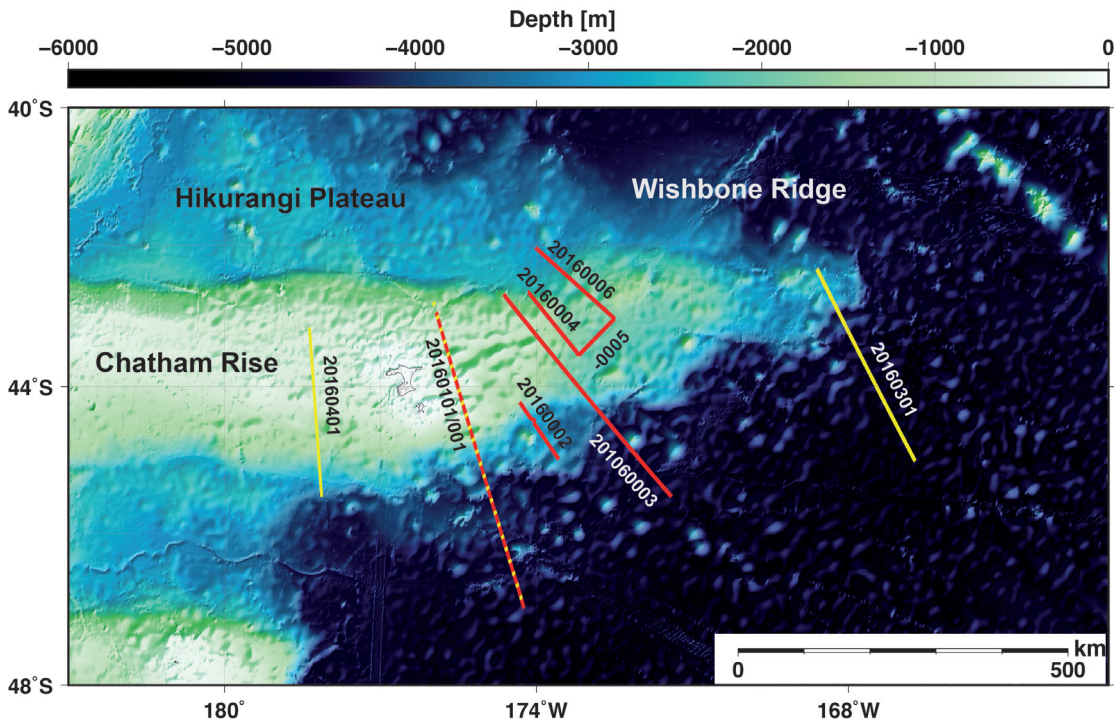 Depth [m]
−6000 −5000 −4000 −3000 −2000 −1000 0
40˚S
Hikurangi Plateau
Wishbone Ridge
20160006
20160004
-0005
Chatham Rise
44˚S
20160401
20160101/001
20160002
201060003
20160301
km
0 500
48˚S
180˚ 174˚W 168˚W